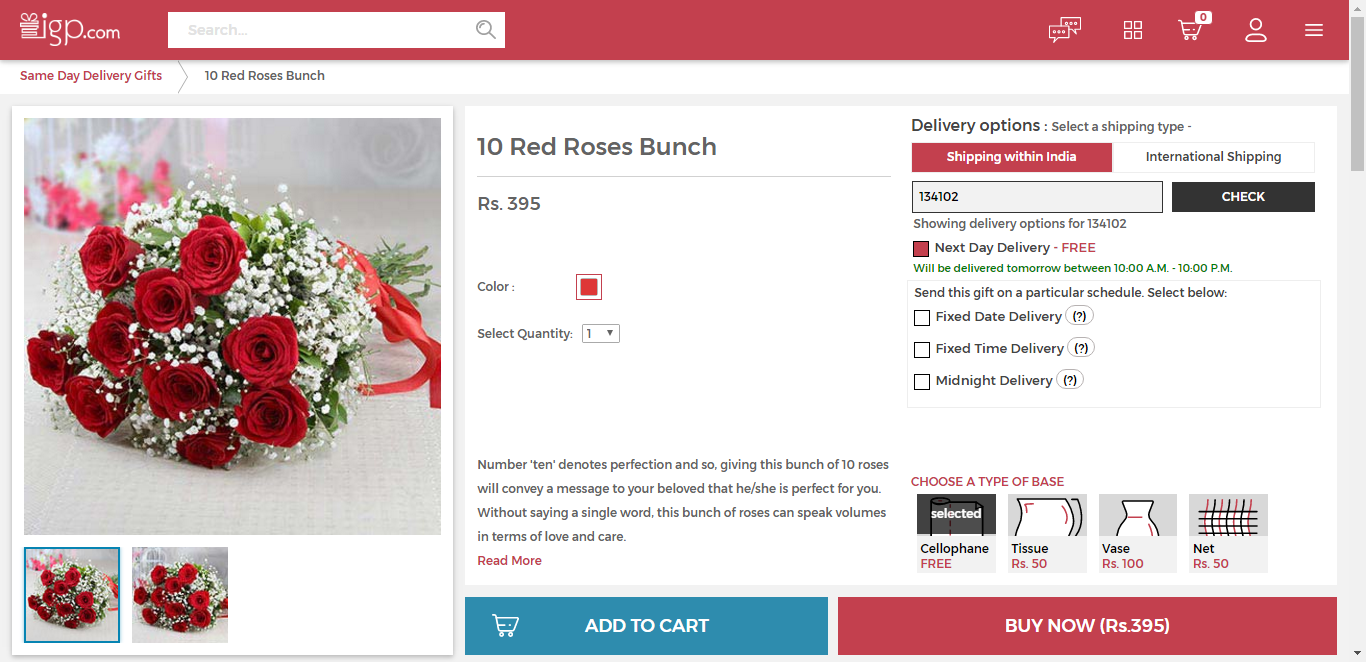 igp.com
Search...
0
Same Day Delivery Gifts
10 Red Roses Bunch
10 Red Roses Bunch
Rs. 395
Color :
Select Quantity: 1
Number 'ten' denotes perfection and so, giving this bunch of 10 roses
will convey a message to your beloved that he/she is perfect for you.
Without saying a single word, this bunch of roses can speak volumes
in terms of love and care.
Read More
Delivery options : Select a shipping type -
Shipping within India International Shipping
134102 CHECK
Showing delivery options for 134102
Next Day Delivery - FREE
Will be delivered tomorrow between 10:00 A.M. - 10:00 P.M.
Send this gift on a particular schedule. Select below:
Fixed Date Delivery (?)
Fixed Time Delivery (?)
Midnight Delivery (?)
CHOOSE A TYPE OF BASE
selected
Cellophane Tissue Vase Net
FREE Rs. 50 Rs. 100 Rs. 50
ADD TO CART BUY NOW (Rs.395)